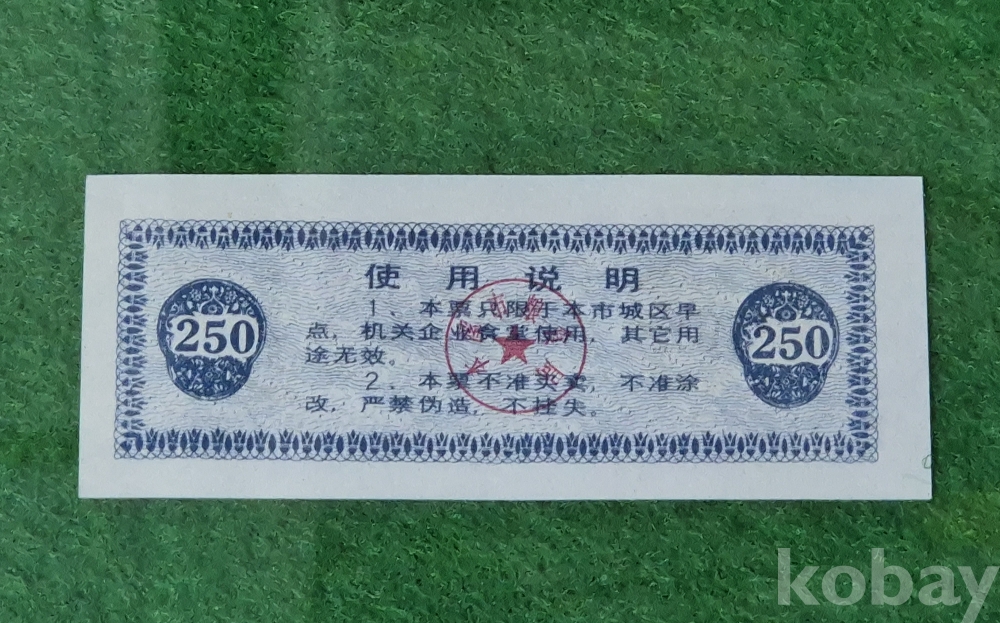 使用说明
1、本票只限于本市城区早
点，机关企业食堂使用，其它用
途无效。
2、本票不准买卖，不准涂
改，严禁伪造，不挂失。
250
250
kobay